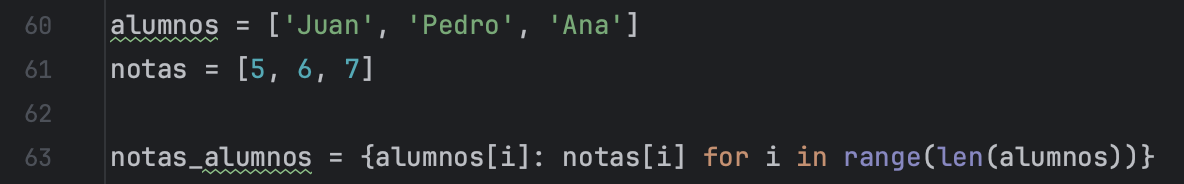 60 alumnos = ['Juan', 'Pedro', 'Ana']
61 notas = [5, 6, 7]
62
63 notas_alumnos = {alumnos[i]: notas[i] for i in range(len(alumnos))}